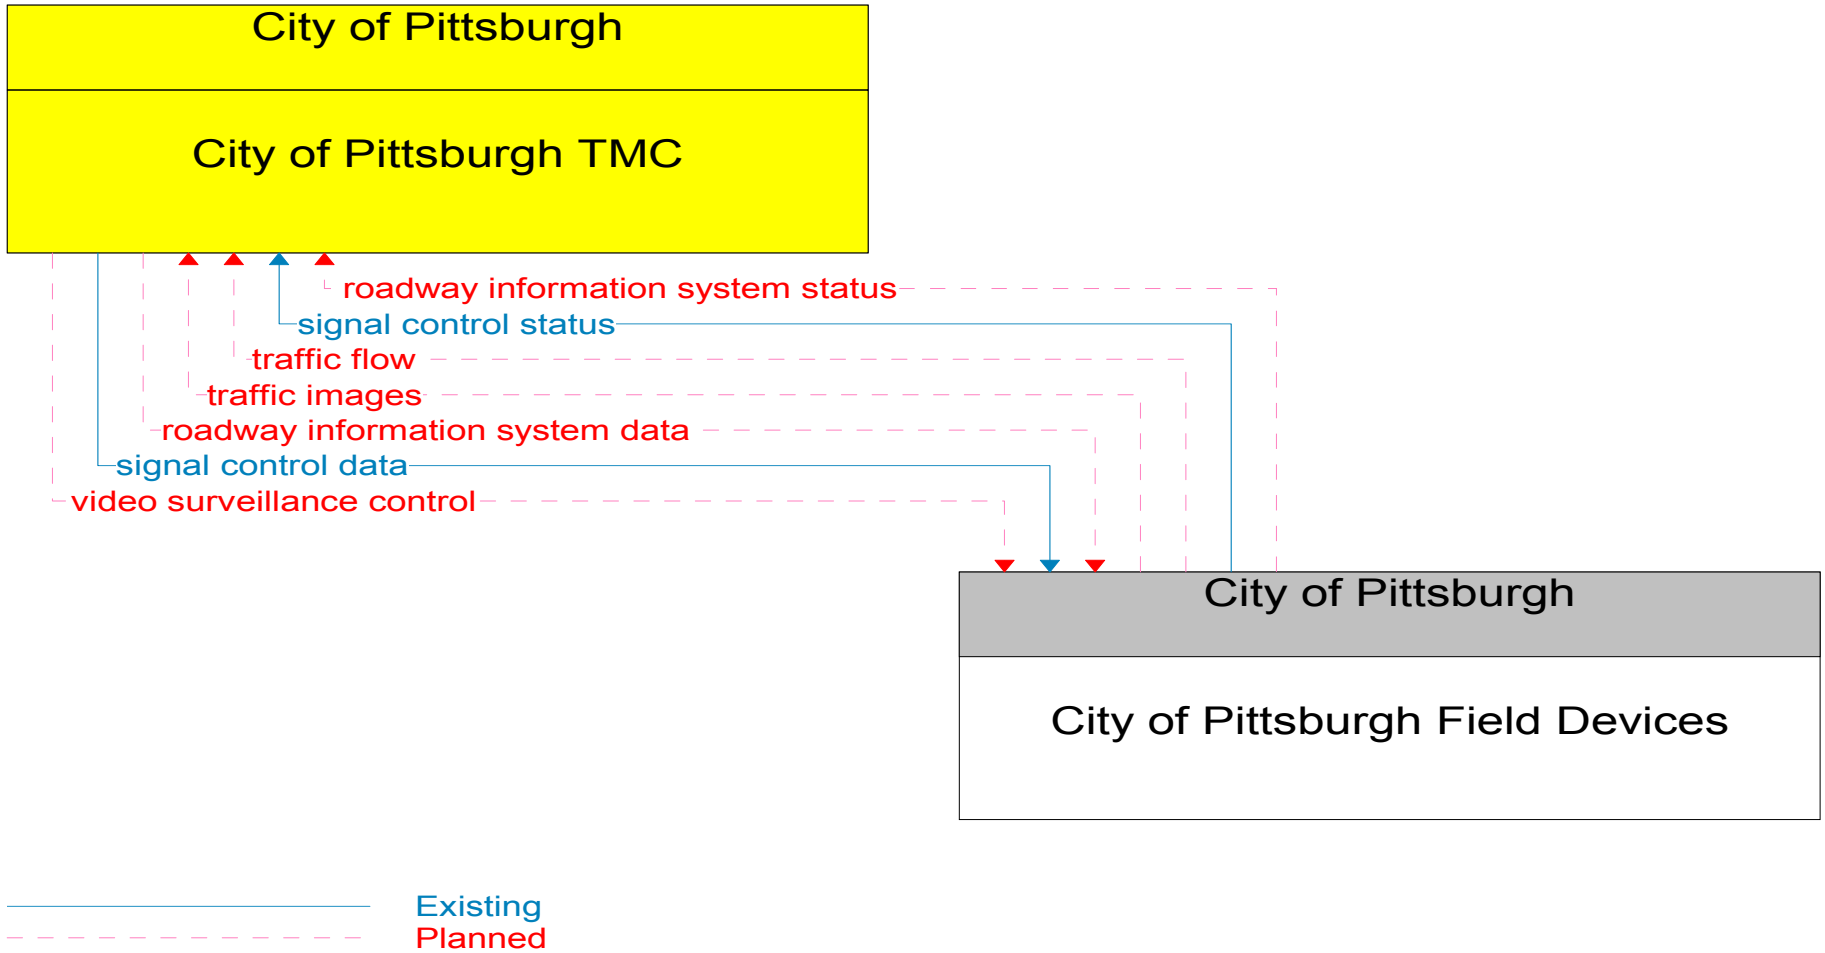 City of Pittsburgh
City of Pittsburgh TMC
roadway information system status
signal control status
traffic flow
traffic images
roadway information system data
signal control data
video surveillance control
City of Pittsburgh
City of Pittsburgh Field Devices
Existing
Planned